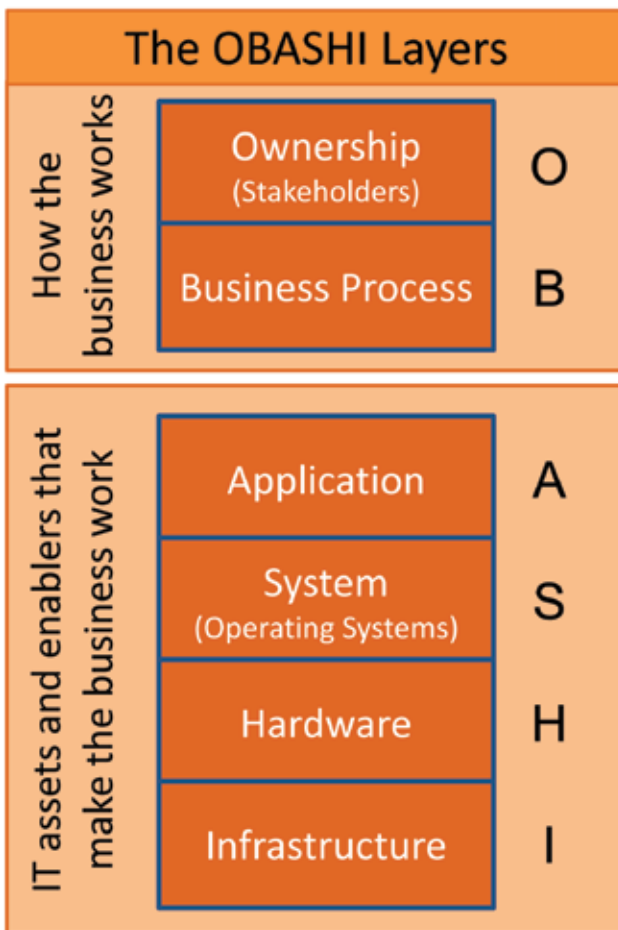 The OBASHI Layers
How the
business works
Ownership
(Stakeholders)
O
Business Process
B
IT assets and enablers that
make the business work
Application
A
System
(Operating Systems)
S
Hardware
H
Infrastructure
I